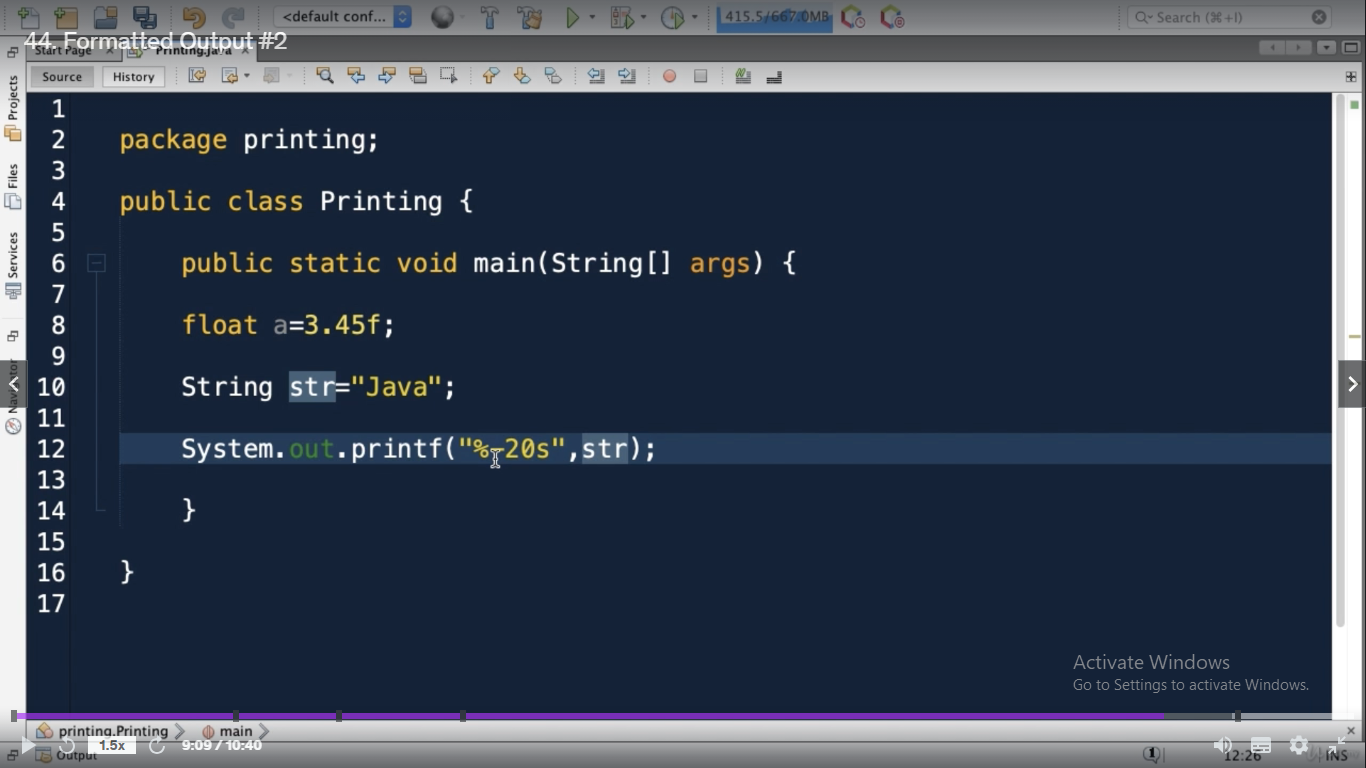 <default conf...
415.5/667.0MB
Search (⌘+I)
44. Formatted Output #2
Start Page
Printing.java
Source
History
Projects
Files
Services
Navigator
1
2 package printing;
3
4 public class Printing {
5
6 public static void main(String[] args) {
7
8 float a=3.45f;
9
10 String str="Java";
11
12 System.out.printf("%-20s",str);
13
14 }
15
16 }
17
Activate Windows
Go to Settings to activate Windows.
printing.Printing
main
1.5x
9:09 / 10:40
Output
1
12:26
INS